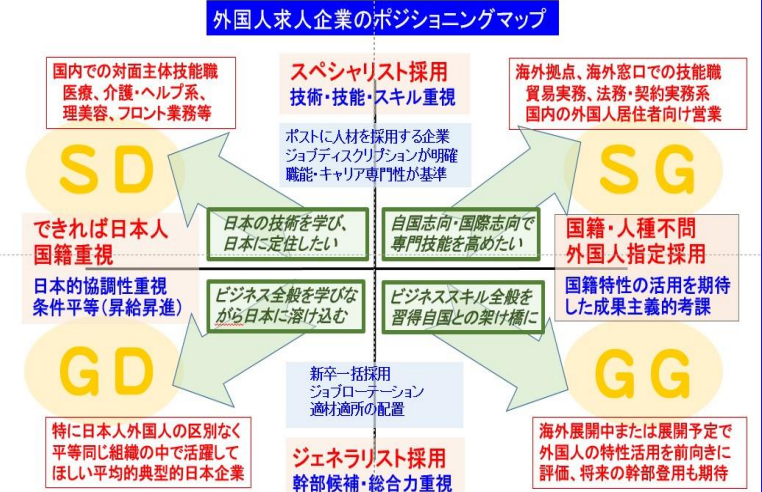 外国人求人企業のポジショニングマップ
国内での対面主体技能職
医療、介護・ヘルプ系、
理美容、フロント業務等
スペシャリスト採用
技術・技能・スキル重視
海外拠点、海外窓口での技能職
貿易実務、法務・契約実務系
国内の外国人居住者向け営業
ポストに人材を採用する企業
ジョブディスクリプションが明確
職能・キャリア専門性が基準
SD
SG
できれば日本人
国籍重視
日本的協調性重視
条件平等(昇給昇進)
日本の技術を学び、
日本に定住したい
自国志向・国際志向で
専門技能を高めたい
国籍・人種不問
外国人指定採用
国籍特性の活用を期待
した成果主義的考課
ビジネス全般を学びな
がら日本に溶け込む
ビジネススキル全般を
習得自国との架け橋に
GD
GG
新卒一括採用
ジョブローテーション
適材適所の配置
特に日本人外国人の区別なく
平等同じ組織の中で活躍して
ほしい平均的典型的日本企業
ジェネラリスト採用
幹部候補・総合力重視
海外展開中または展開予定で
外国人の特性活用を前向きに
評価、将来の幹部登用も期待